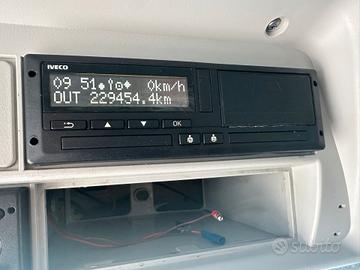 IVECO
09 51 0km/h
OUT 229454.4km
OK
subito